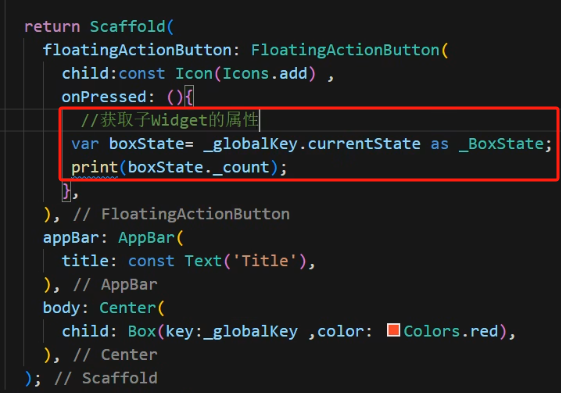 return Scaffold(
floatingActionButton: FloatingActionButton(
child:const Icon(Icons.add) ,
onPressed: (){
//获取子Widget的属性
var boxState= _globalKey.currentState as _BoxState;
print(boxState._count);
},
), // FloatingActionButton
appBar: AppBar(
title: const Text('Title'),
), // AppBar
body: Center(
child: Box(key:_globalKey ,color: Colors.red),
), // Center
); // Scaffold